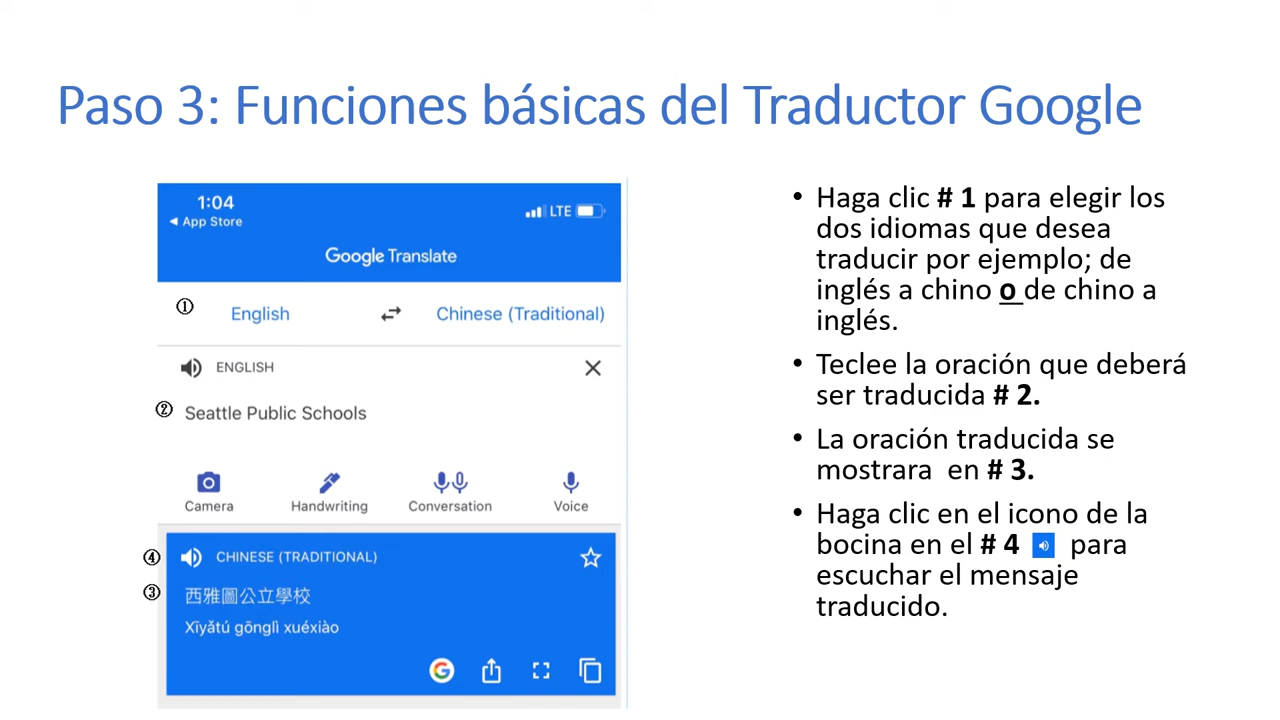 Paso 3: Funciones básicas del Traductor Google
1:04
LTE
◀ App Store
Google Translate
① English Chinese (Traditional)
ENGLISH
② Seattle Public Schools
Camera Handwriting Conversation Voice
④ CHINESE (TRADITIONAL)
③ 西雅圖公立學校
Xīyǎtú gōnglì xuéxiào
G
• Haga clic # 1 para elegir los
dos idiomas que desea
traducir por ejemplo; de
inglés a chino o de chino a
inglés.
• Teclee la oración que deberá
ser traducida # 2.
• La oración traducida se
mostrara en # 3.
• Haga clic en el icono de la
bocina en el # 4 para
escuchar el mensaje
traducido.